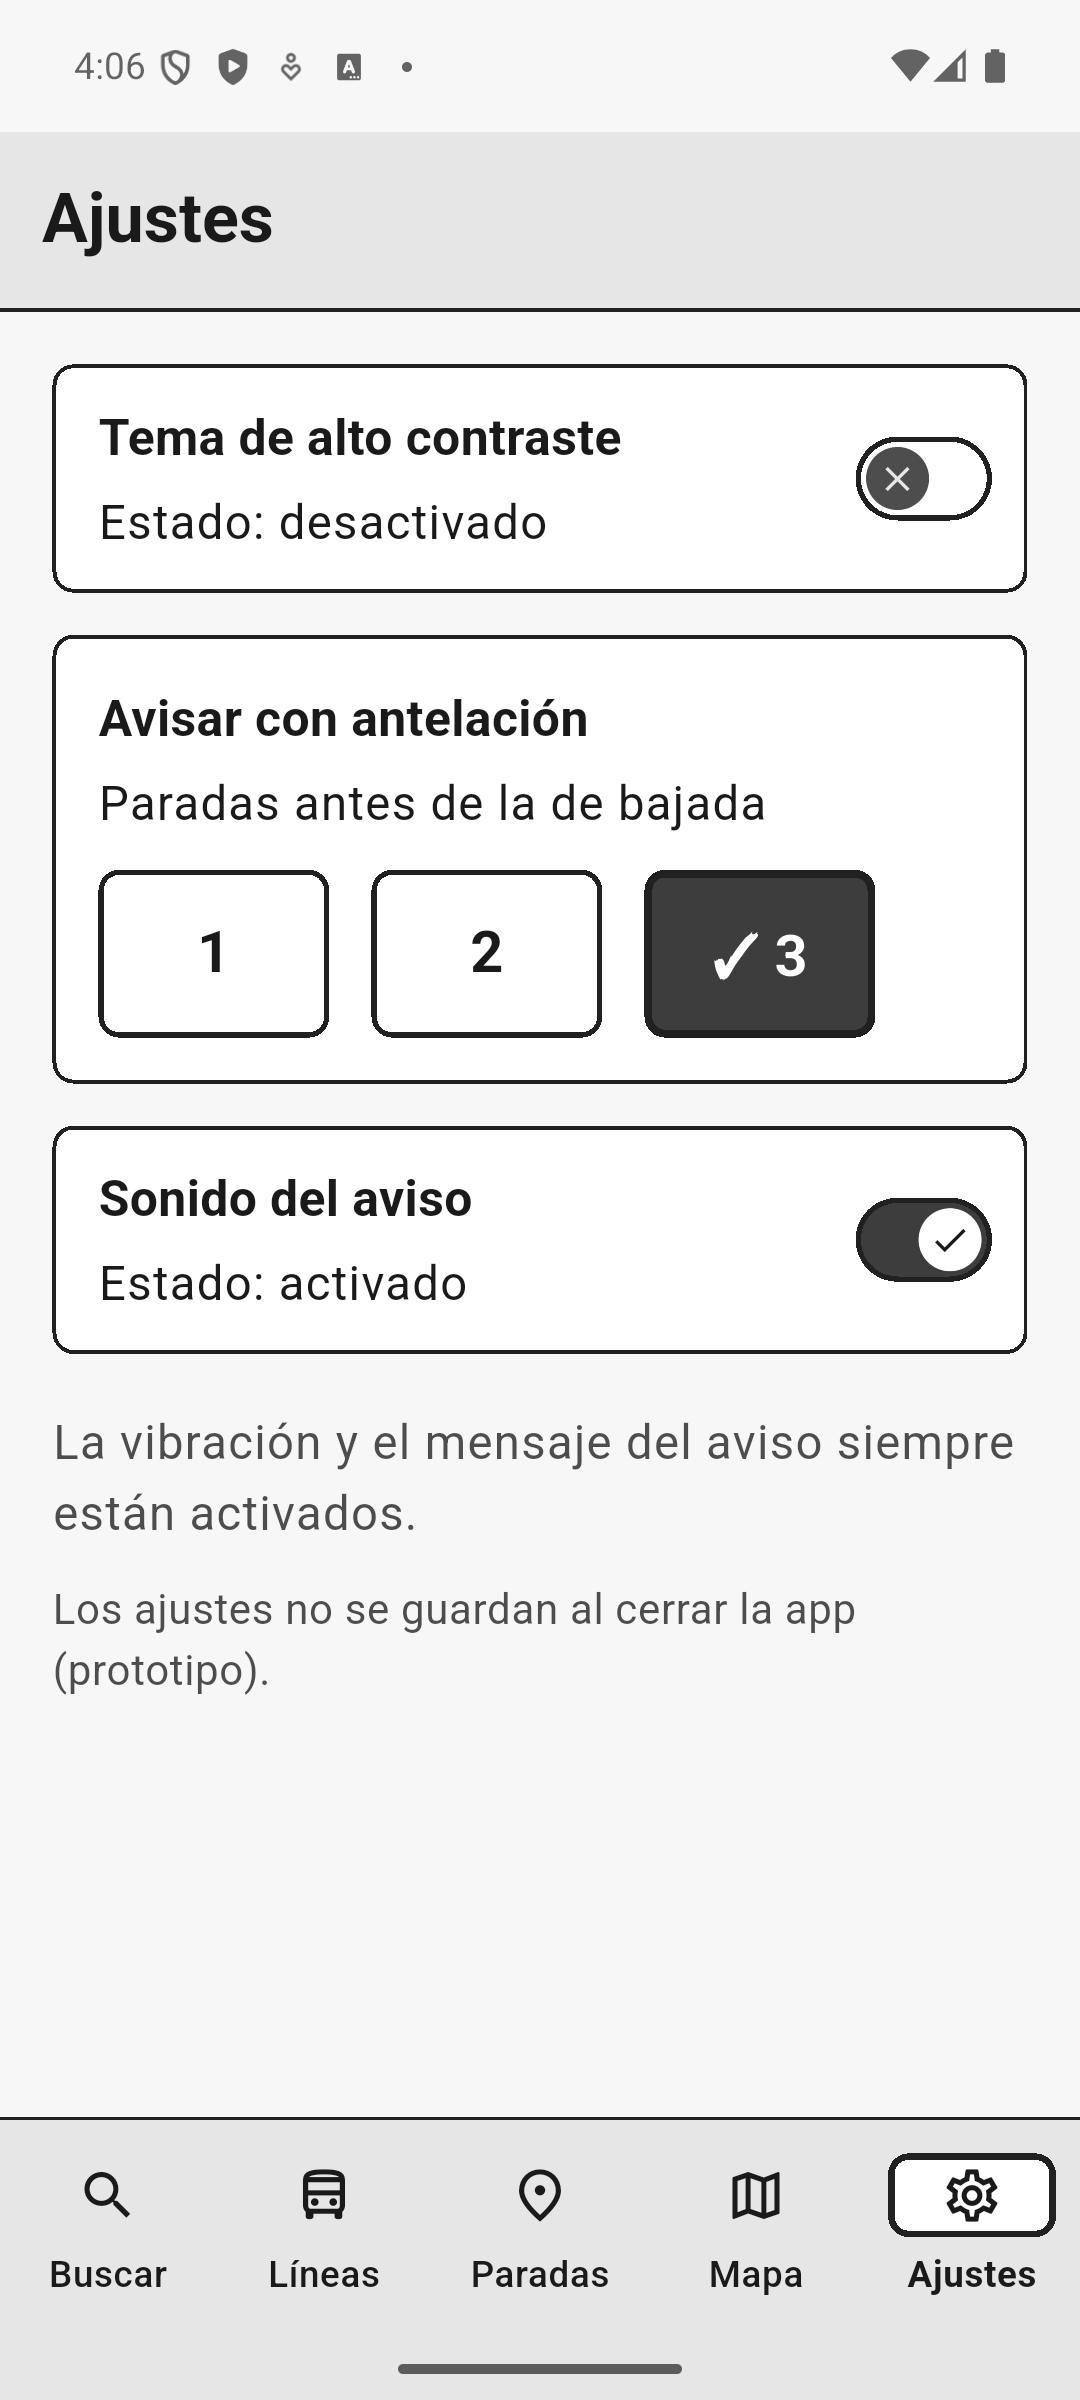 4:06
Ajustes
Tema de alto contraste
Estado: desactivado
Avisar con antelación
Paradas antes de la de bajada
1
2
✓ 3
Sonido del aviso
Estado: activado
La vibración y el mensaje del aviso siempre
están activados.
Los ajustes no se guardan al cerrar la app
(prototipo).
Buscar
Líneas
Paradas
Mapa
Ajustes